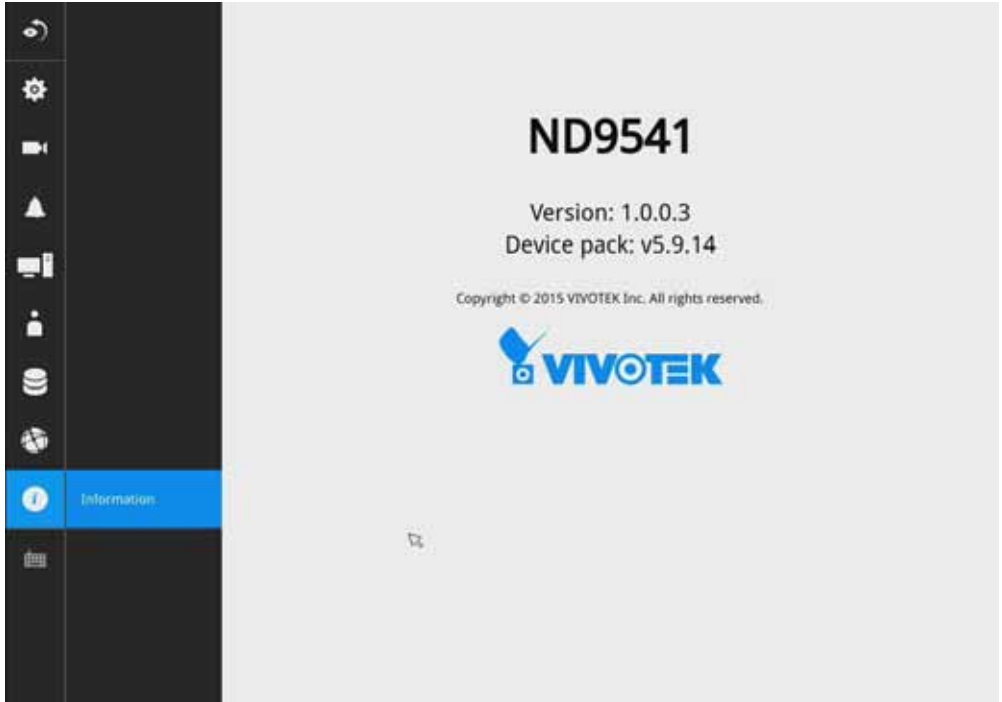 ND9541
Version: 1.0.0.3
Device pack: v5.9.14
Copyright © 2015 VIVOTEK Inc. All rights reserved.
VIVOTEK
Information